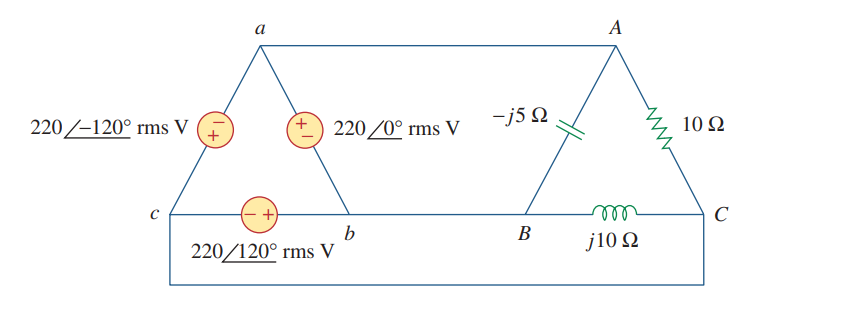 a
A
220∠−120° rms V
− +
+ −
220∠0° rms V
−j5 Ω
10 Ω
c
− +
b
B
C
220∠120° rms V
j10 Ω